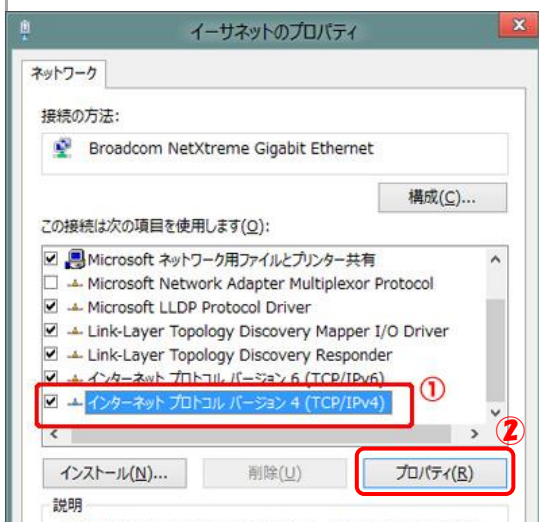 イーサネットのプロパティ
ネットワーク
接続の方法:
Broadcom NetXtreme Gigabit Ethernet
構成(C)...
この接続は次の項目を使用します(O):
Microsoft ネットワーク用ファイルとプリンター共有
Microsoft Network Adapter Multiplexor Protocol
Microsoft LLDP Protocol Driver
Link-Layer Topology Discovery Mapper I/O Driver
Link-Layer Topology Discovery Responder
インターネット プロトコル バージョン 6 (TCP/IPv6)
インターネット プロトコル バージョン 4 (TCP/IPv4)
①
②
インストール(N)...
削除(U)
プロパティ(R)
説明